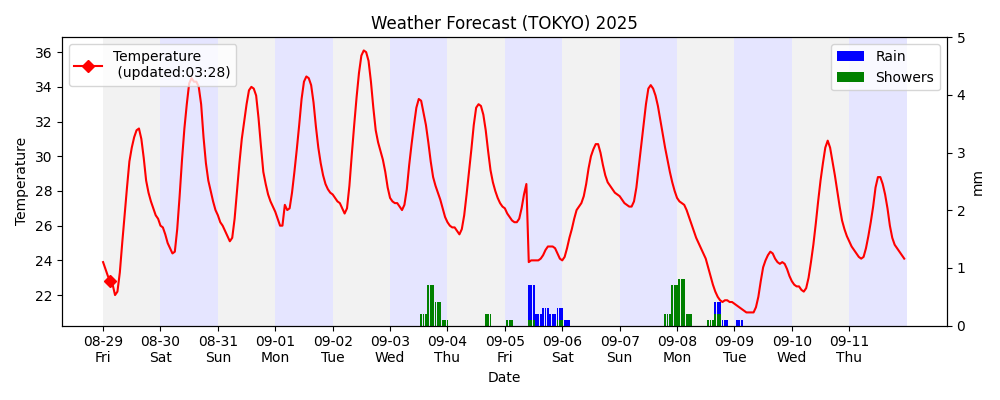 Weather Forecast (TOKYO) 2025
Temperature
(updated:03:28)
Rain
Showers
Temperature
36
34
32
30
28
26
24
22
5
4
3
2
1
0
mm
08-29 08-30 08-31 09-01 09-02 09-03 09-04 09-05 09-06 09-07 09-08 09-09 09-10 09-11
Fri Sat Sun Mon Tue Wed Thu Fri Sat Sun Mon Tue Wed Thu
Date